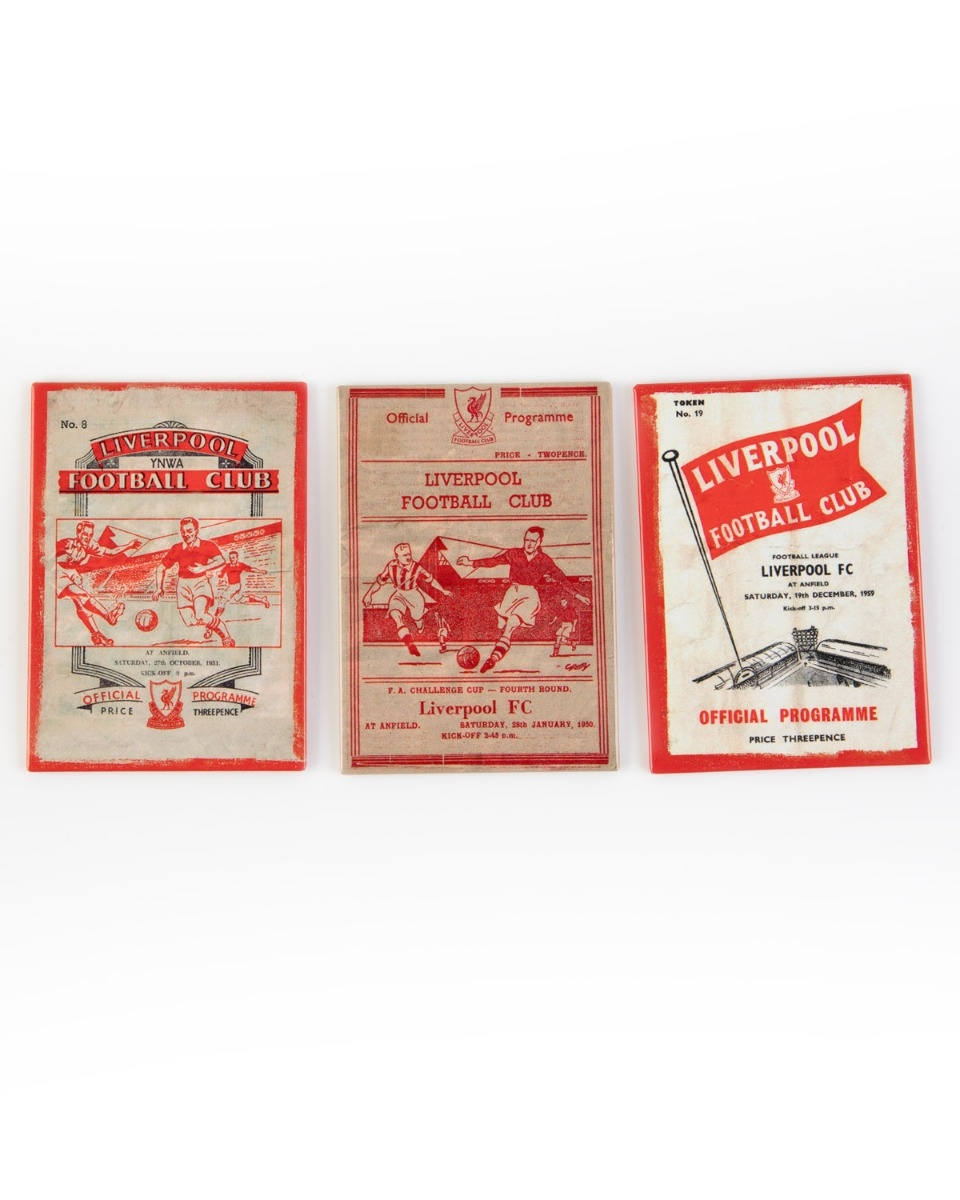 No. 8
LIVERPOOL
YNWA
FOOTBALL CLUB
AT ANFIELD.
SATURDAY, 27th OCTOBER, 1951.
KICK-OFF 3 p.m.
OFFICIAL PROGRAMME
PRICE THREEPENCE
Official Programme
LIVERPOOL
FOOTBALL CLUB
PRICE - TWOPENCE.
LIVERPOOL
FOOTBALL CLUB
F. A. CHALLENGE CUP — FOURTH ROUND.
Liverpool FC
AT ANFIELD. SATURDAY, 28th JANUARY, 1950.
KICK-OFF 2-45 p.m.
TOKEN
No. 19
LIVERPOOL
FOOTBALL CLUB
FOOTBALL LEAGUE
LIVERPOOL FC
AT ANFIELD
SATURDAY, 19th DECEMBER, 1959
Kick-off 3-15 p.m.
OFFICIAL PROGRAMME
PRICE THREEPENCE